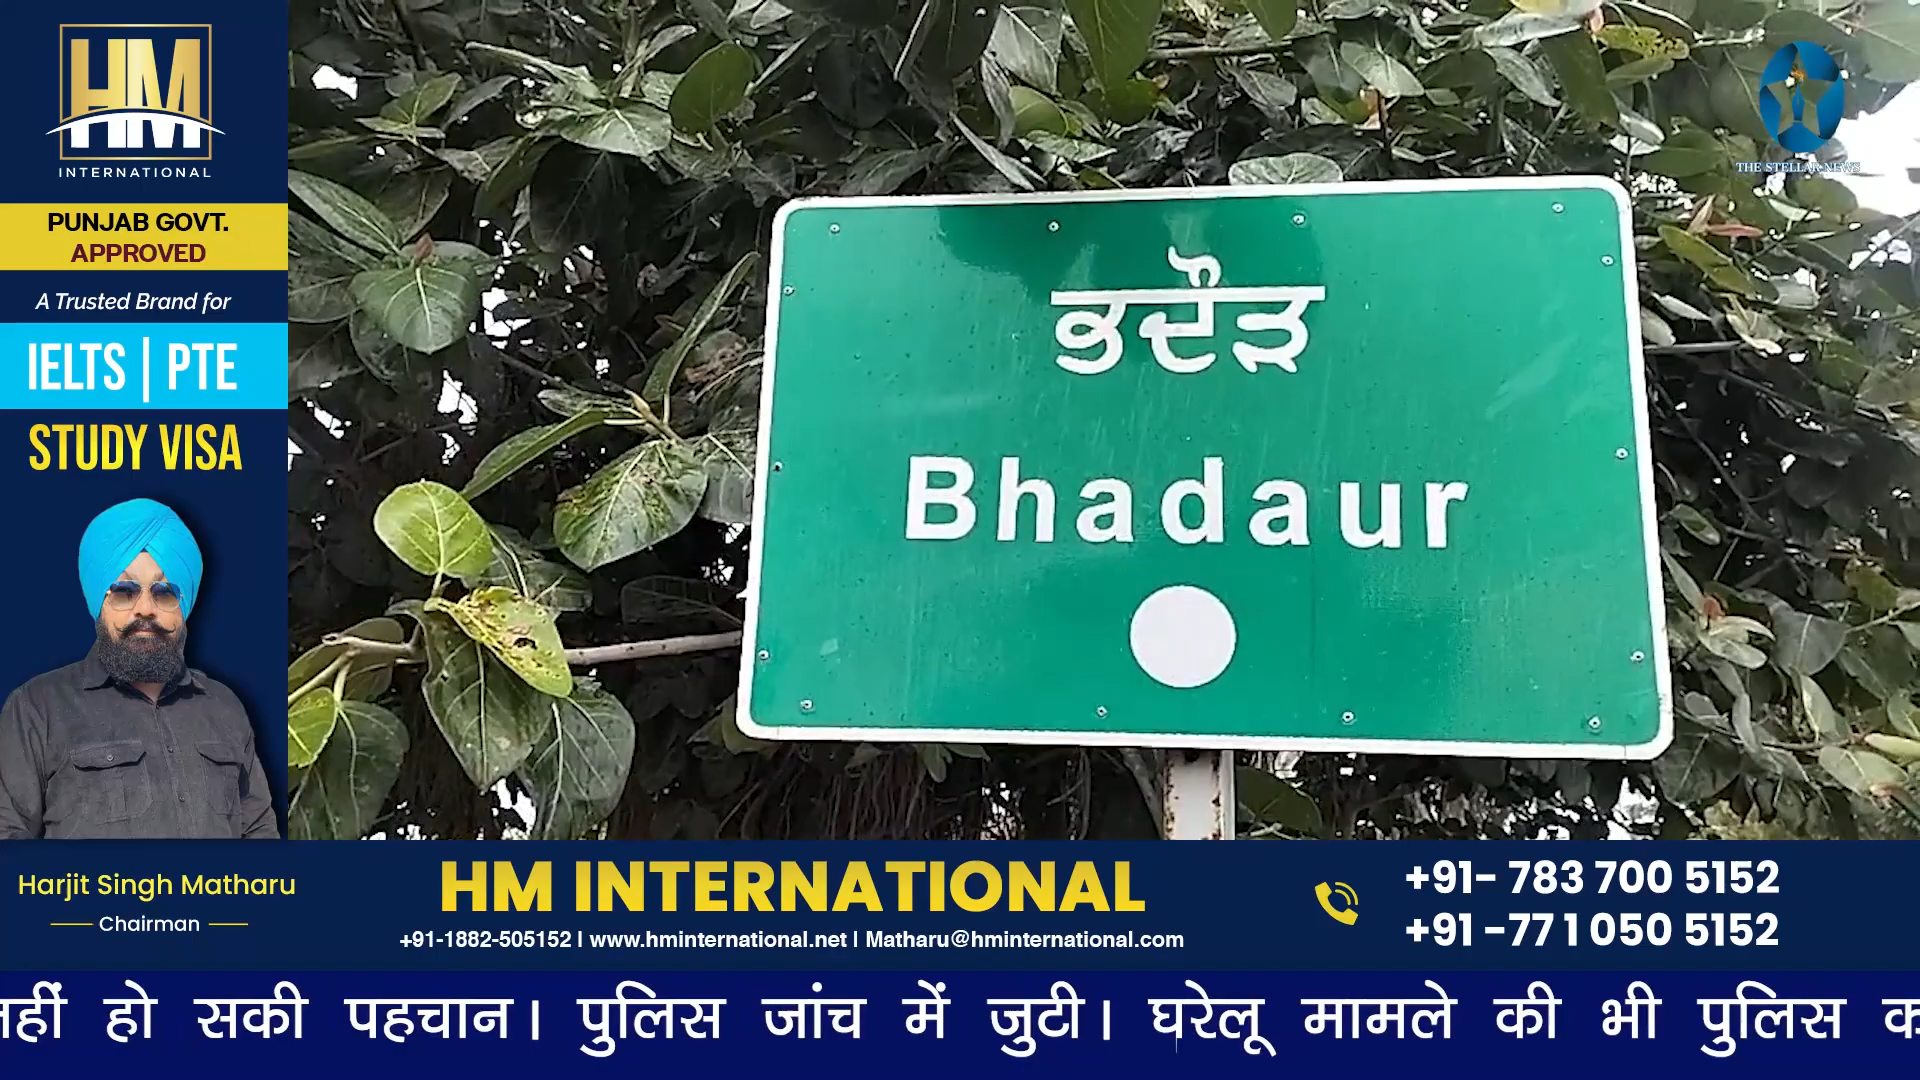 HM
INTERNATIONAL
PUNJAB GOVT.
APPROVED
A Trusted Brand for
IELTS | PTE
STUDY VISA
THE STELLAR NEWS
ਭਦੌੜ
Bhadaur
Harjit Singh Matharu
Chairman
HM INTERNATIONAL
+91-1882-505152 | www.hminternational.net | Matharu@hminternational.com
+91- 783 700 5152
+91 -77 1 050 5152
हो सकी पहचान। पुलिस जांच में जुटी। घरेलू मामले की भी पुलिस